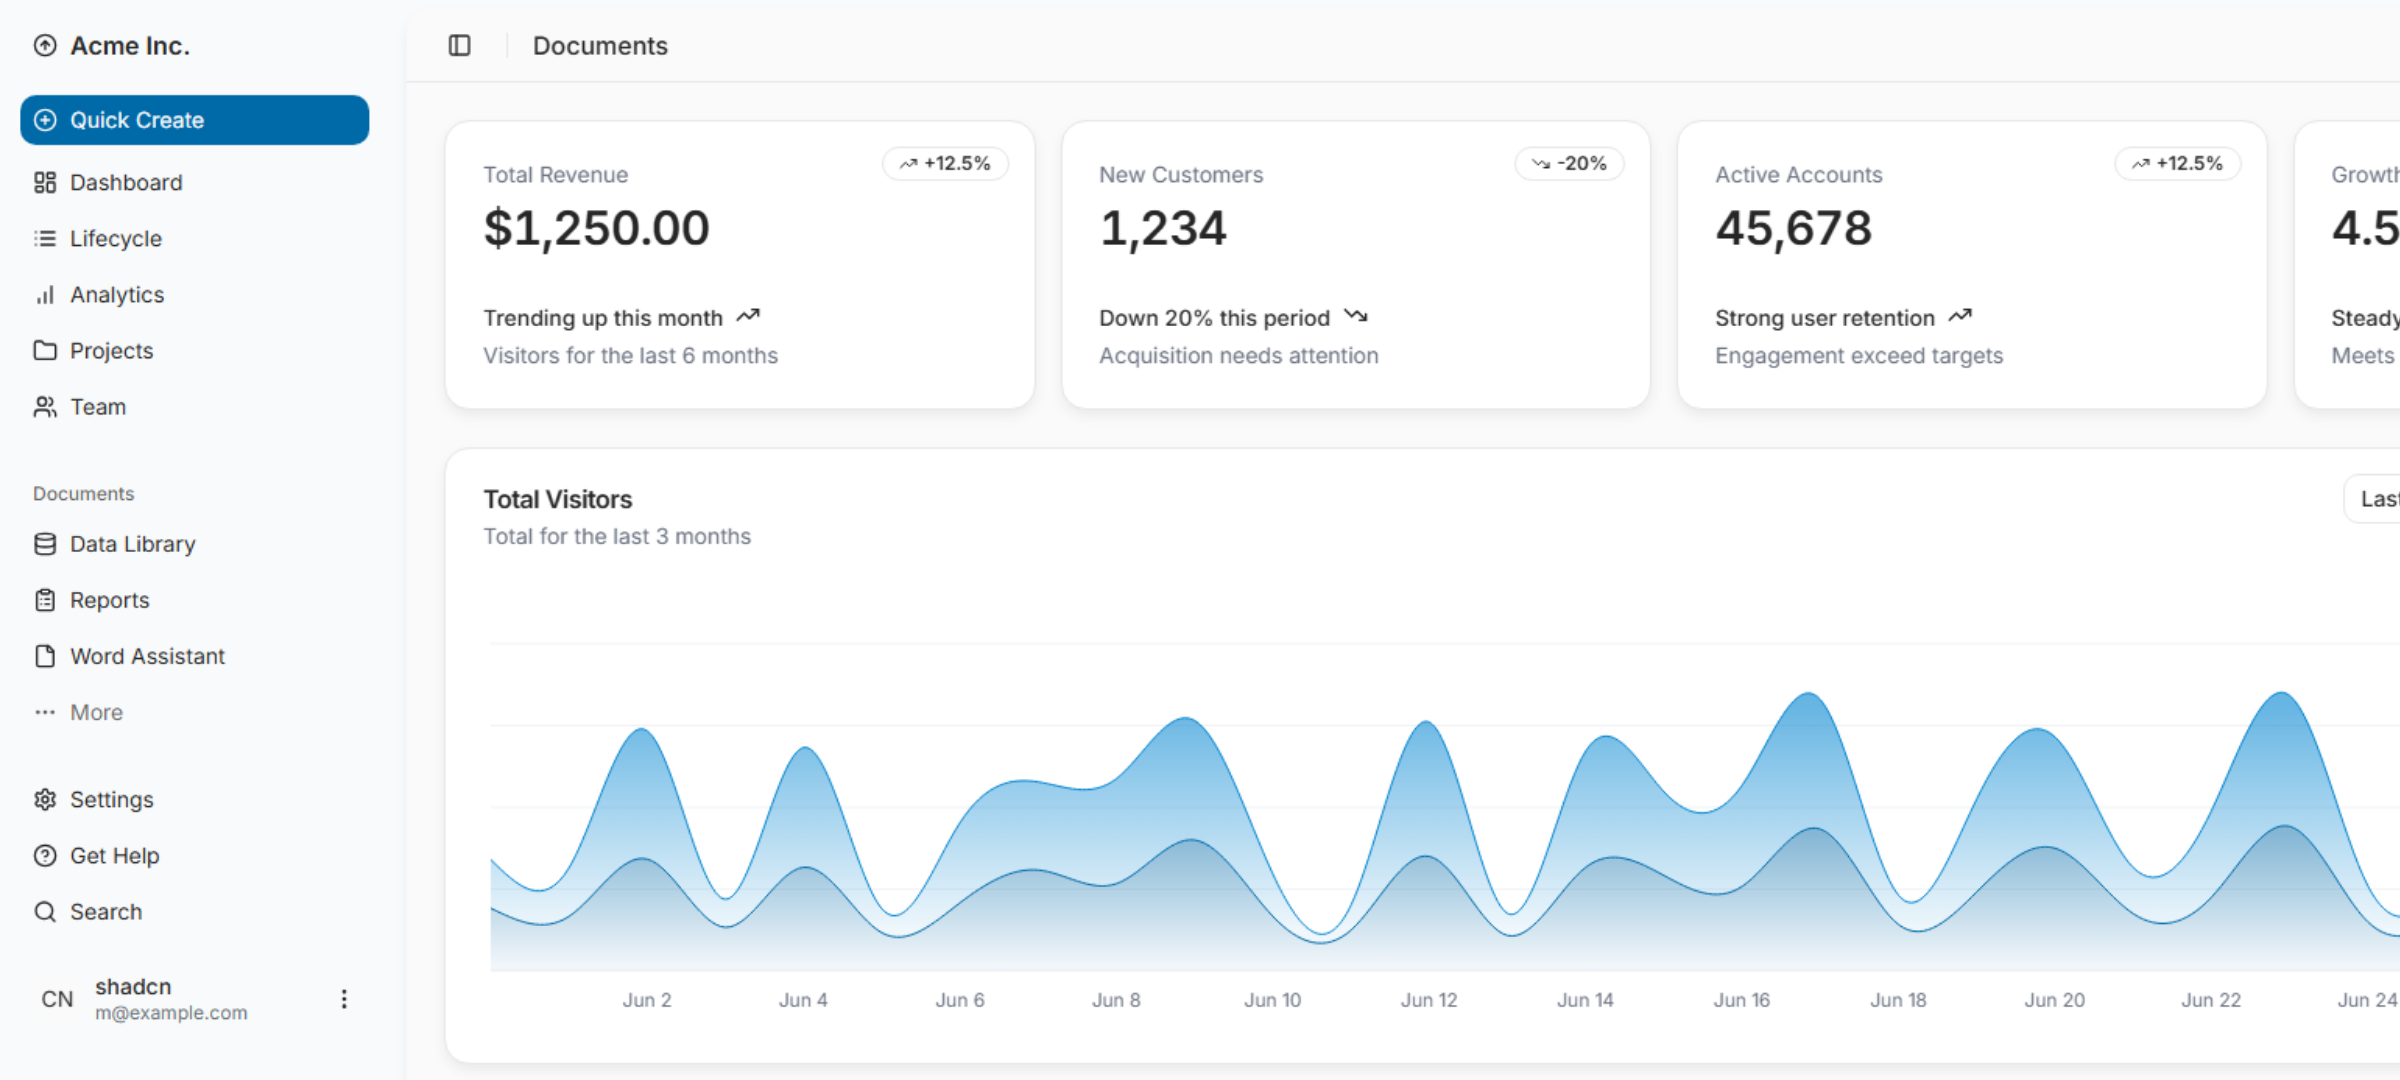 Acme Inc.
Quick Create
Dashboard
Lifecycle
Analytics
Projects
Team
Documents
Data Library
Reports
Word Assistant
More
Settings
Get Help
Search
CN
shadcn
m@example.com
Documents
Total Revenue
+12.5%
$1,250.00
Trending up this month
Visitors for the last 6 months
New Customers
-20%
1,234
Down 20% this period
Acquisition needs attention
Active Accounts
+12.5%
45,678
Strong user retention
Engagement exceed targets
Growth
4.5
Steady
Meets
Total Visitors
Total for the last 3 months
Last
Jun 2
Jun 4
Jun 6
Jun 8
Jun 10
Jun 12
Jun 14
Jun 16
Jun 18
Jun 20
Jun 22
Jun 24